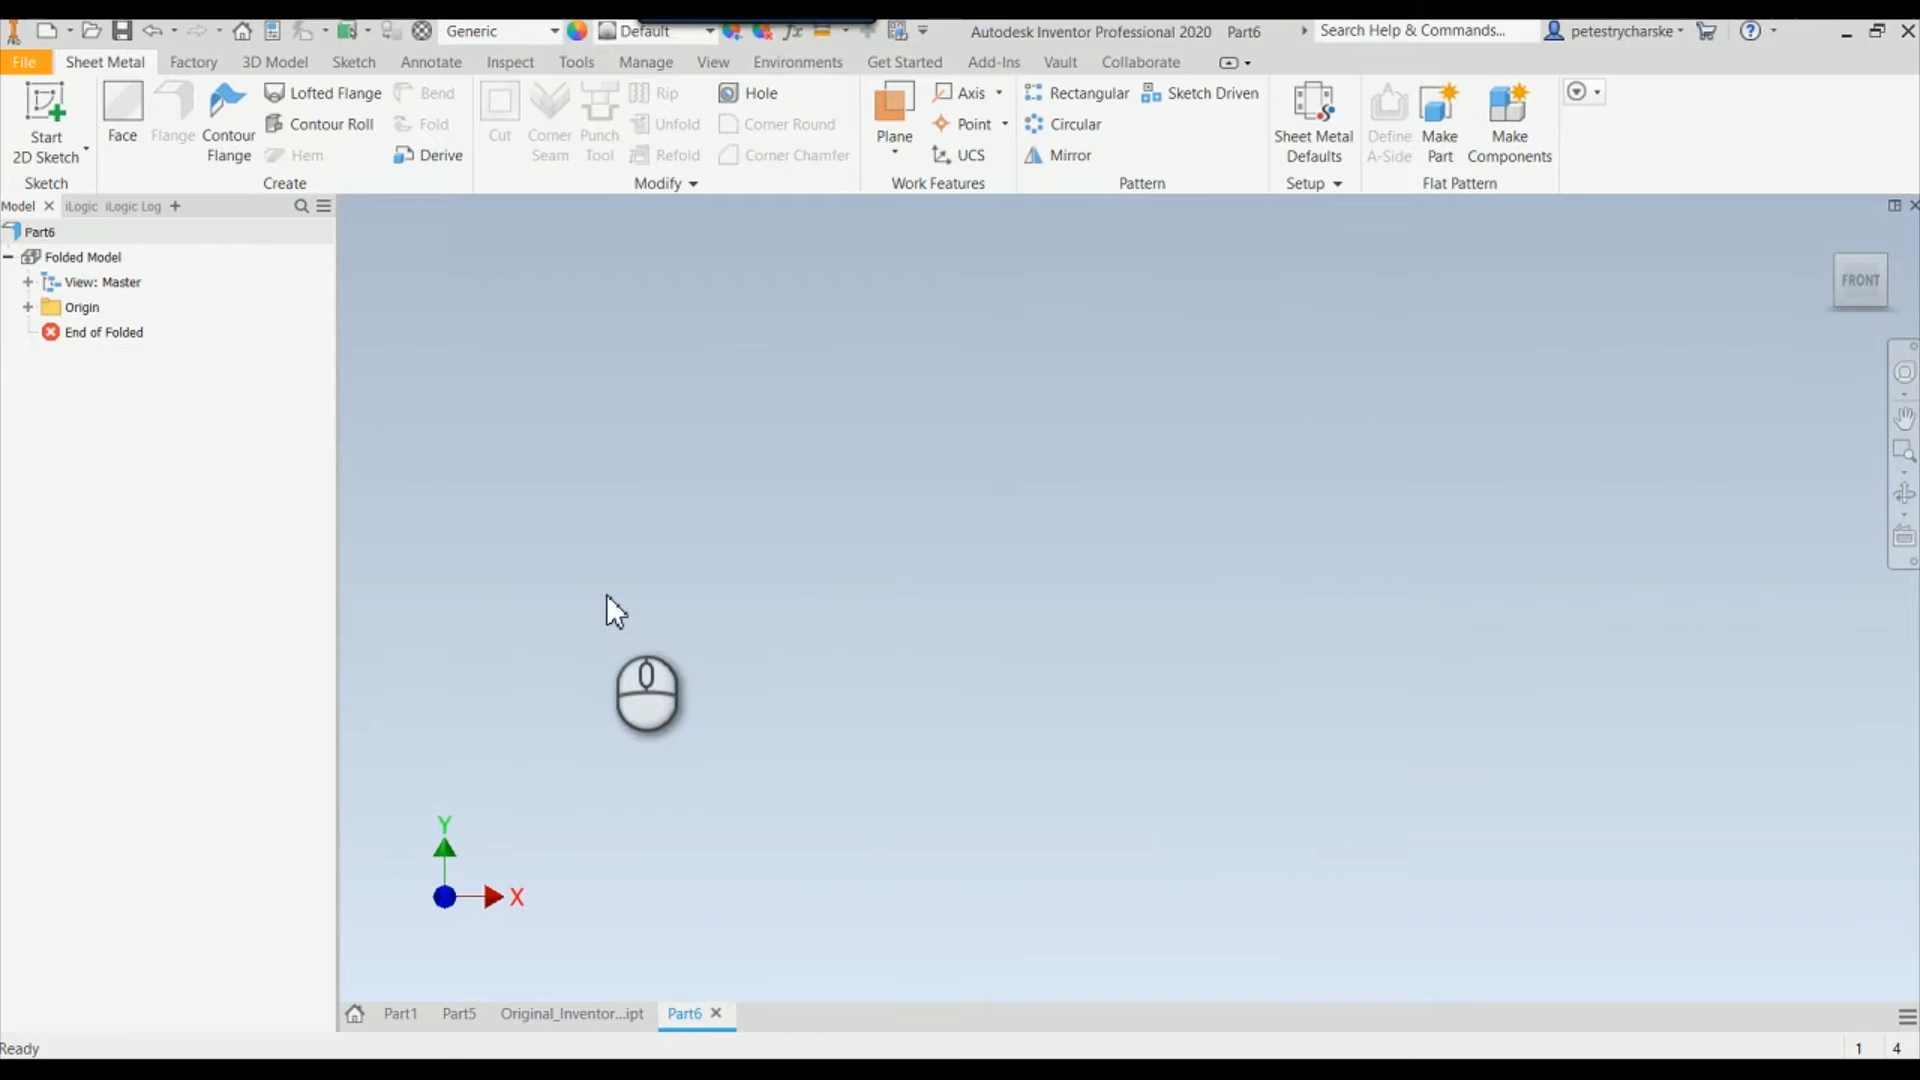 PRO
Generic
Default
fx
Autodesk Inventor Professional 2020 Part6
Search Help & Commands...
petestrycharske
File Sheet Metal Factory 3D Model Sketch Annotate Inspect Tools Manage View Environments Get Started Add-Ins Vault Collaborate
Start
2D Sketch
Sketch
Face
Flange
Contour
Flange
Lofted Flange
Contour Roll
Hem
Bend
Fold
Derive
Create
Cut
Corner
Seam
Punch
Tool
Rip
Unfold
Refold
Hole
Corner Round
Corner Chamfer
Modify
Plane
Axis
Point
UCS
Work Features
Rectangular
Sketch Driven
Circular
Mirror
Pattern
Sheet Metal
Defaults
Setup
Define
A-Side
Make
Part
Make
Components
Flat Pattern
Model iLogic iLogic Log
Part6
Folded Model
View: Master
Origin
End of Folded
FRONT
Y
X
Part1 Part5 Original_Inventor...ipt Part6
Ready
1 4